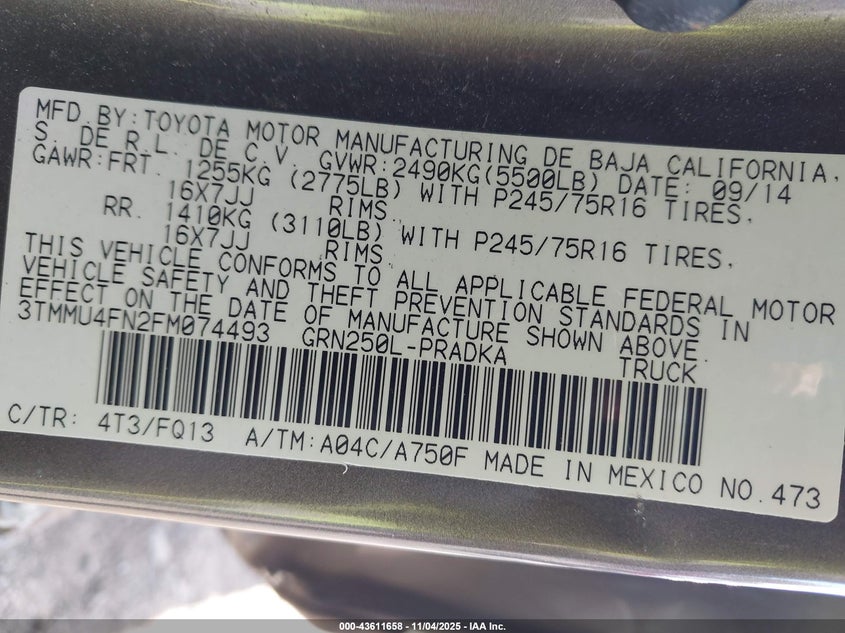 MFD.BY:TOYOTA MOTOR MANUFACTURING DE BAJA CALIFORNIA,
S. DE R.L. DE C.V. GVWR:2490KG(5500LB) DATE: 09/14
GAWR:FRT. 1255KG (2775LB) WITH P245/75R16 TIRES,
16X7JJ RIMS.
RR. 1410KG (3110LB) WITH P245/75R16 TIRES,
16X7JJ RIMS
THIS VEHICLE CONFORMS TO ALL APPLICABLE FEDERAL MOTOR
VEHICLE SAFETY AND THEFT PREVENTION STANDARDS IN
EFFECT ON THE DATE OF MANUFACTURE SHOWN ABOVE.
3TMMU4FN2FM074493 GRN250L-PRADKA TRUCK
C/TR: 4T3/FQ13 A/TM:A04C/A750F MADE IN MEXICO NO.473
000-43611658 - 11/04/2025 - IAA Inc.